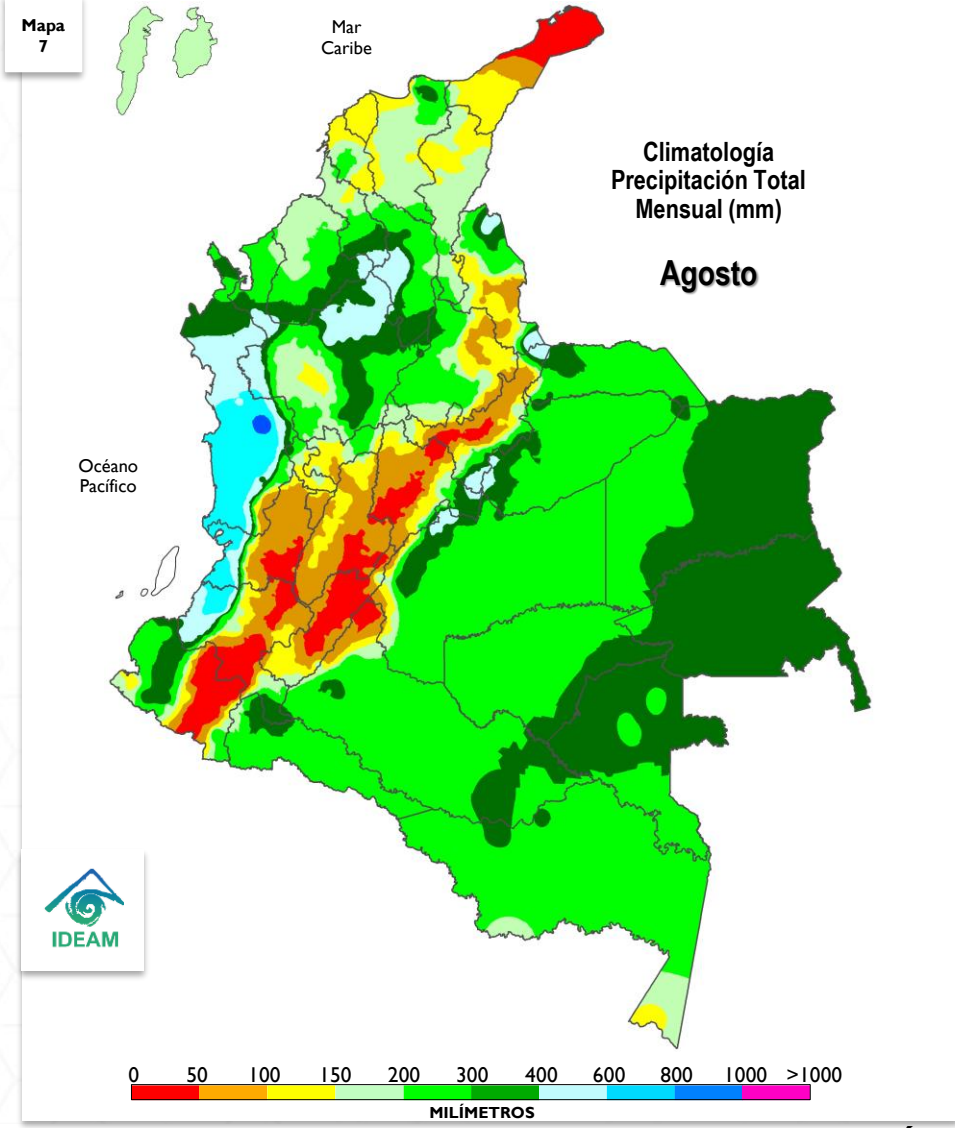 Mapa
7
Mar
Caribe
Climatología
Precipitación Total
Mensual (mm)
Agosto
Océano
Pacífico
IDEAM
0 50 100 150 200 300 400 600 800 1000 >1000
MILÍMETROS